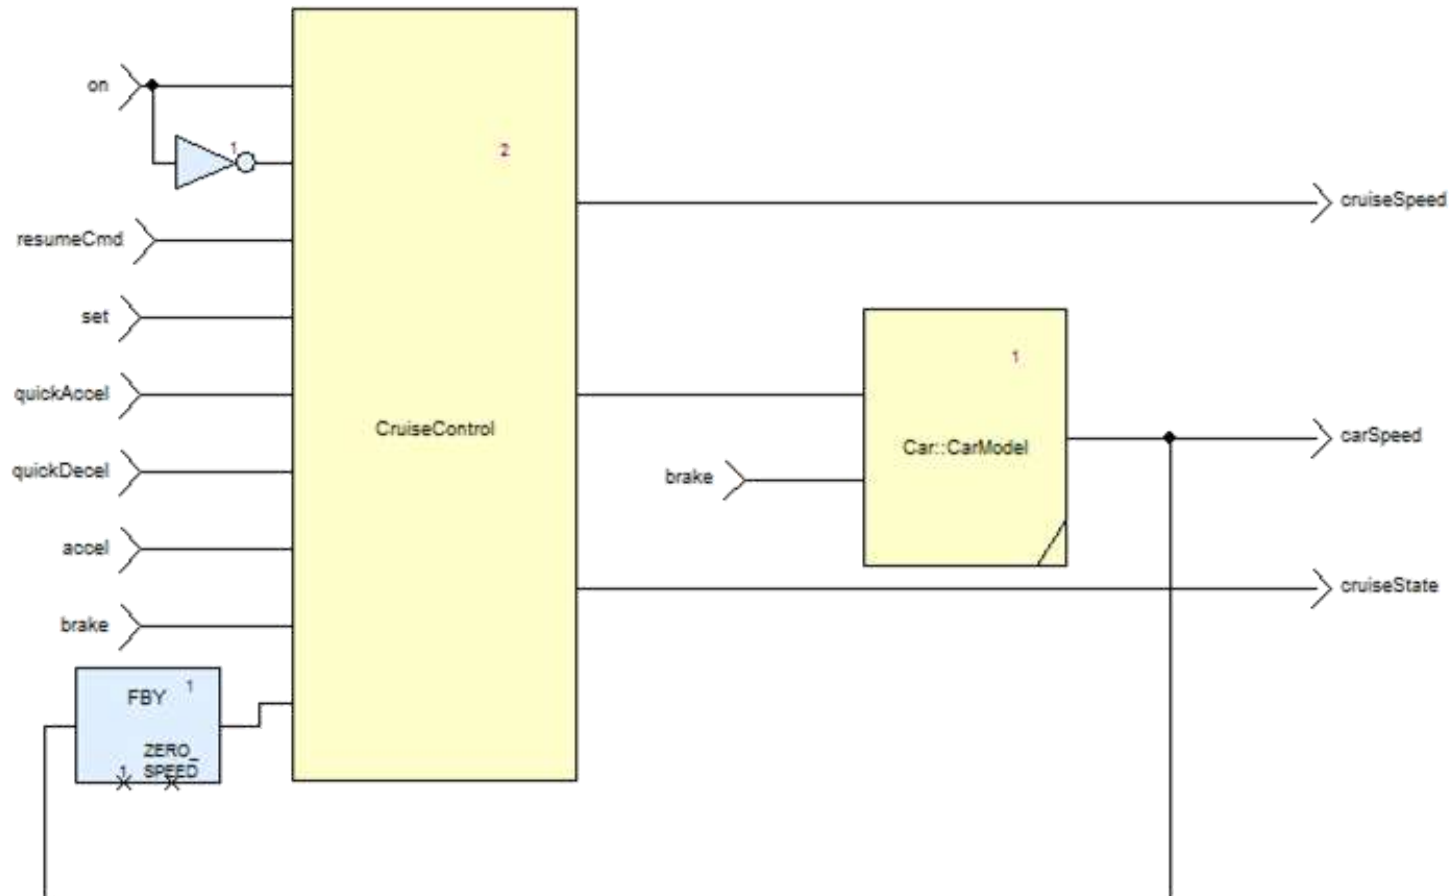 on
1
2
cruiseSpeed
resumeCmd
set
1
quickAccel
CruiseControl
carSpeed
Car::CarModel
quickDecel
brake
accel
cruiseState
brake
1
FBY
ZERO_
1 SPEED